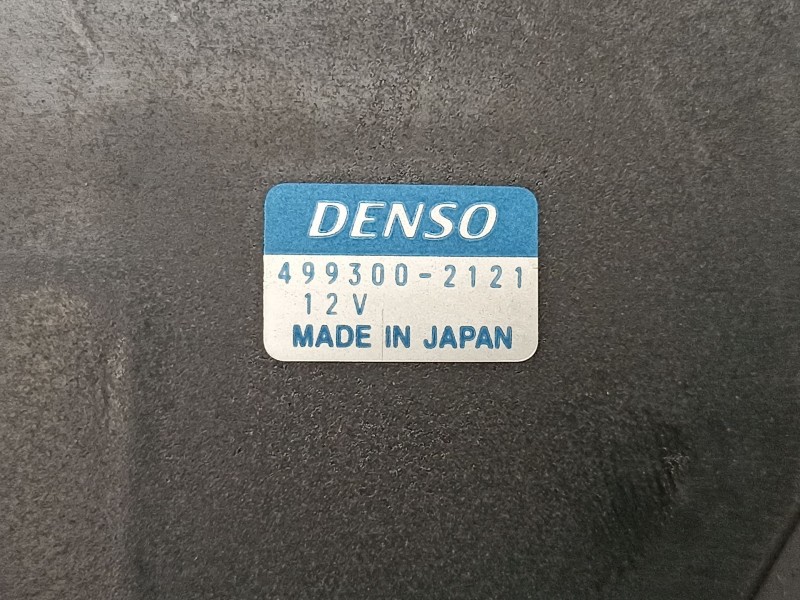 DENSO
499300-2121
12V
MADE IN JAPAN